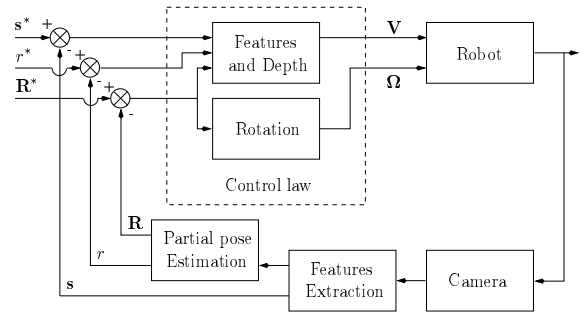 s* + - Features and Depth V Robot
r* + -
R* + - Rotation Ω
Control law
R Partial pose Estimation
r
Features Extraction Camera
s